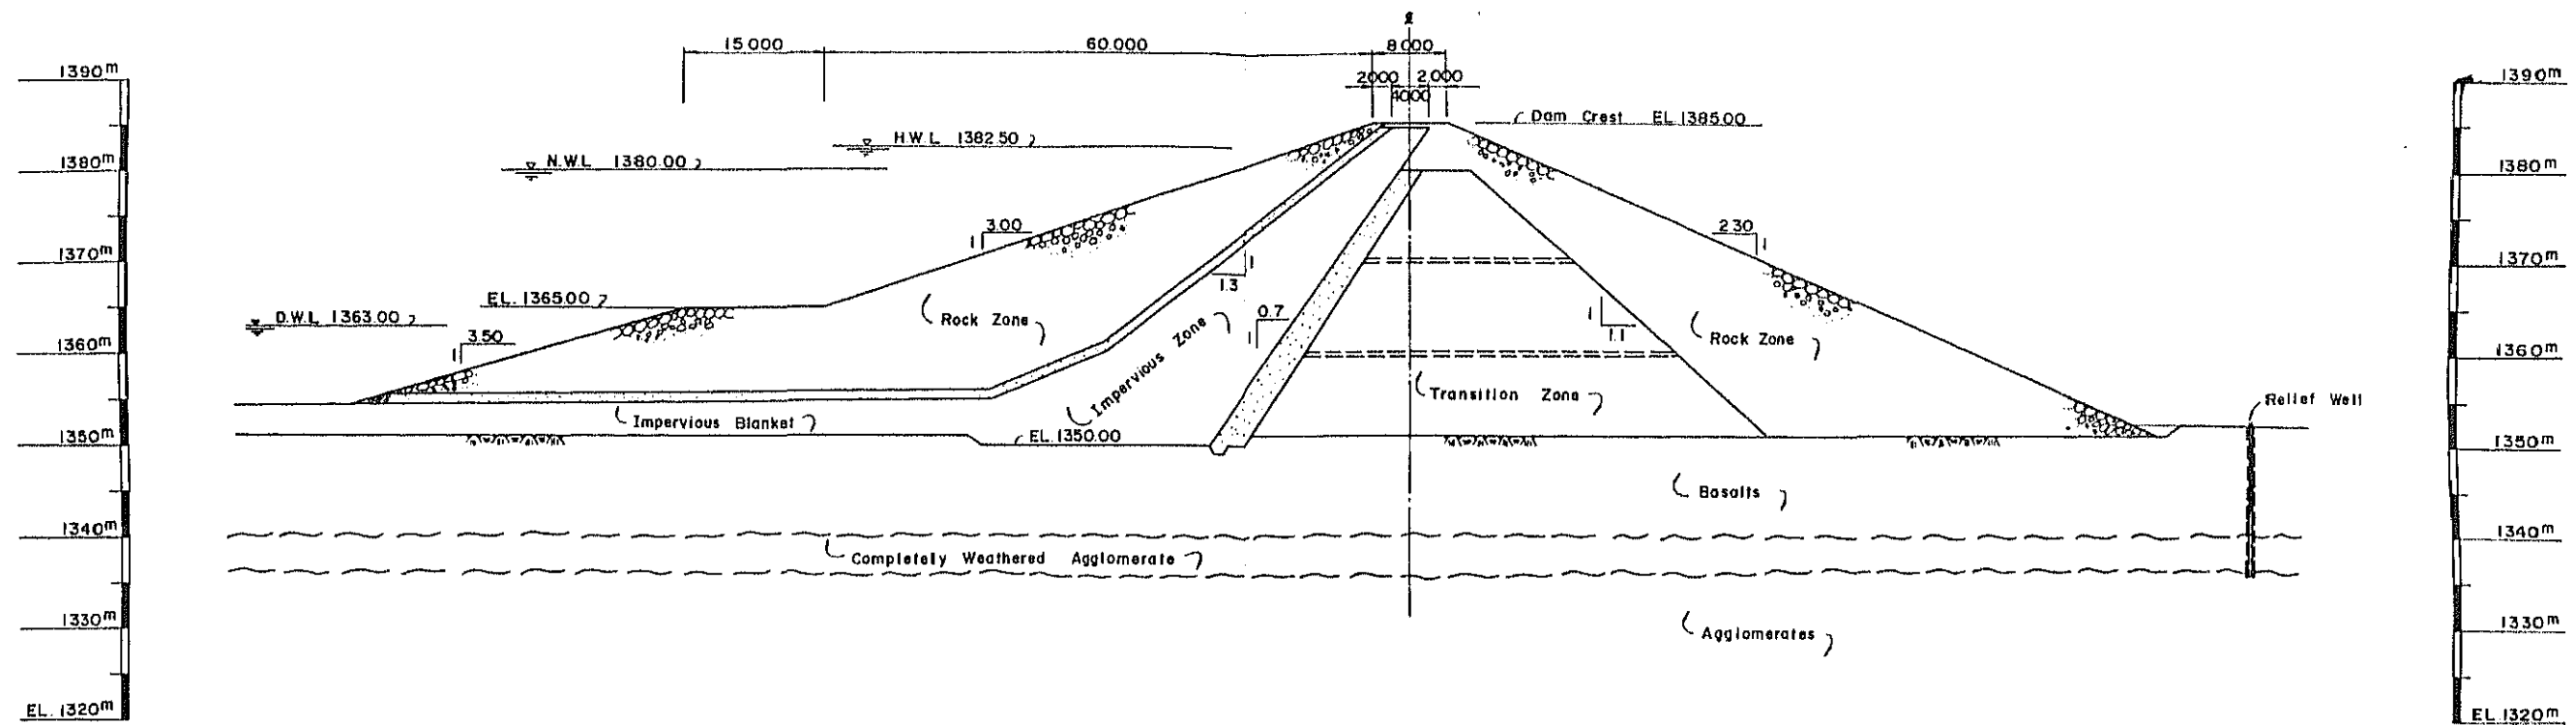 ℄
15.000 60.000 8.000
2.000 2.000
4000
1390m
1390m
Dam Crest EL.1385.00
H.W.L 1382.50
N.W.L 1380.00
1380m
1380m
3.00
1
2.30
1
1370m
1370m
1
1.3
EL. 1365.00
D.W.L 1363.00
Rock Zone
Impervious Zone
0.7
1
1
1.1
Rock Zone
3.50
1
1360m
1360m
Transition Zone
Relief Well
Impervious Blanket
EL. 1350.00
1350m
1350m
Basalts
1340m
1340m
Completely Weathered Agglomerate
1330m
1330m
Agglomerates
EL. 1320m
EL 1320m